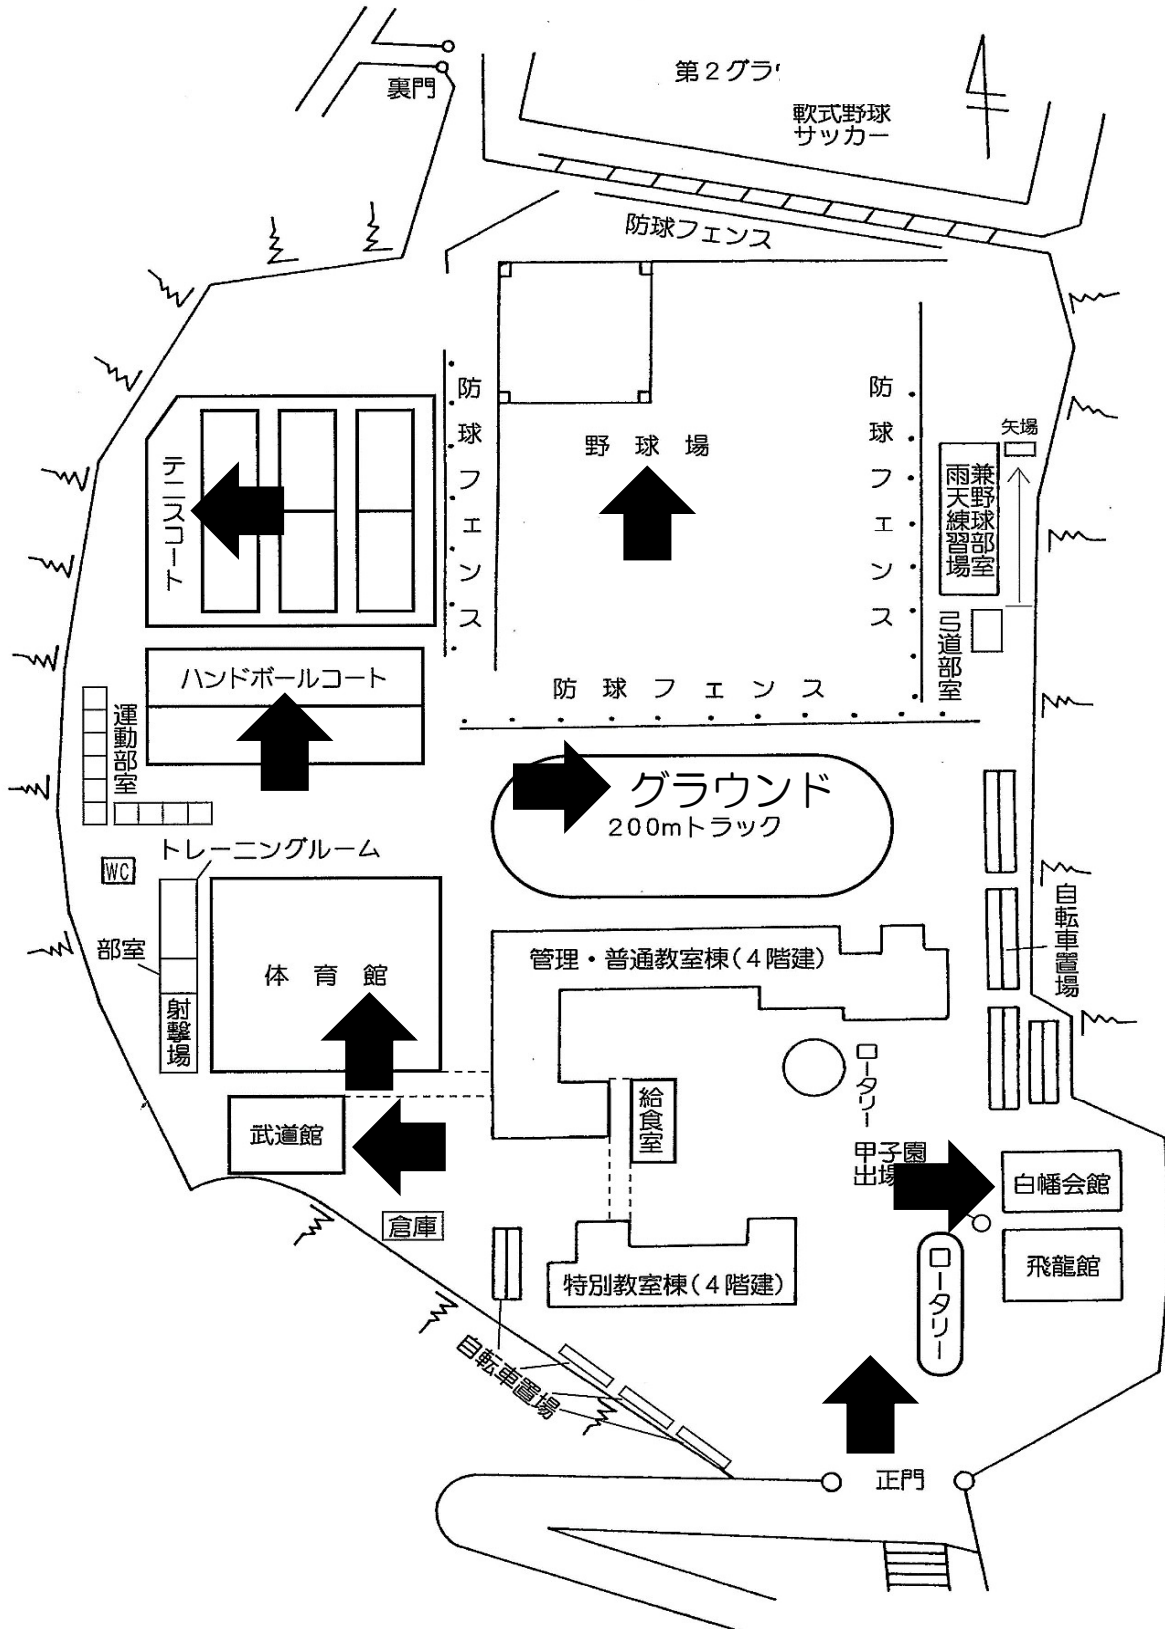 裏門
第2グラ
軟式野球
サッカー
防球フェンス
防球フェンス
野球場
防球フェンス
矢場
兼野球部室
雨天練習場
テニスコート
弓道部室
ハンドボールコート
防球フェンス
運動部室
グラウンド
200mトラック
トレーニングルーム
WC
自転車置場
部室
体育館
管理・普通教室棟(4階建)
射撃場
ロータリー
給食室
武道館
甲子園
出場
白幡会館
倉庫
飛龍館
特別教室棟(4階建)
ロータリー
自転車置場
正門